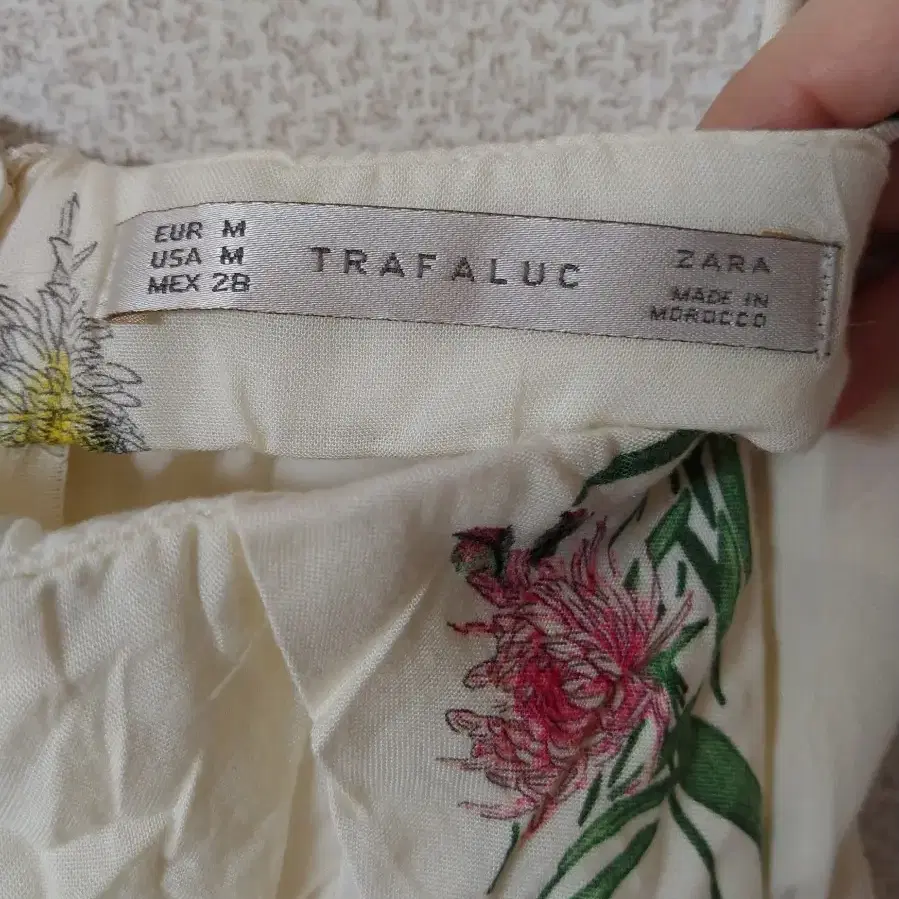 EUR M
USA M
MEX 28
TRAFALUC
ZARA
MADE IN
MOROCCO